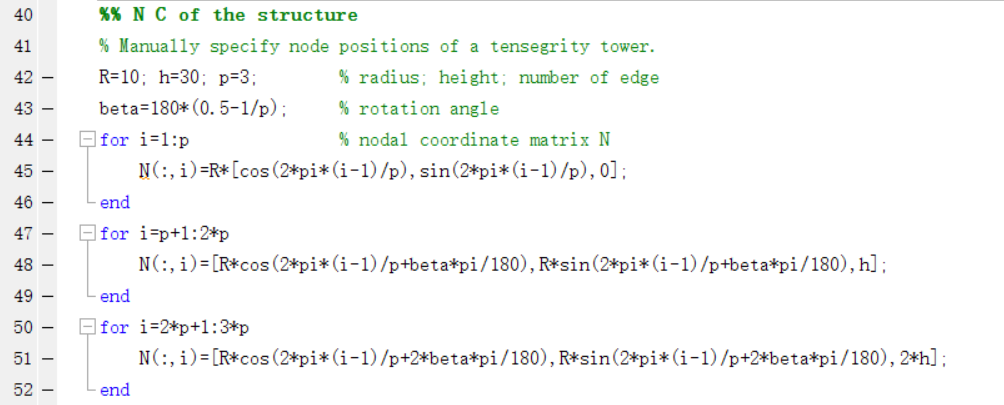 40 %% N C of the structure
41 % Manually specify node positions of a tensegrity tower.
42 – R=10; h=30; p=3; % radius; height; number of edge
43 – beta=180*(0.5-1/p); % rotation angle
44 – for i=1:p % nodal coordinate matrix N
45 – N(:,i)=R*[cos(2*pi*(i-1)/p),sin(2*pi*(i-1)/p),0];
46 – end
47 – for i=p+1:2*p
48 – N(:,i)=[R*cos(2*pi*(i-1)/p+beta*pi/180),R*sin(2*pi*(i-1)/p+beta*pi/180),h];
49 – end
50 – for i=2*p+1:3*p
51 – N(:,i)=[R*cos(2*pi*(i-1)/p+2*beta*pi/180),R*sin(2*pi*(i-1)/p+2*beta*pi/180),2*h];
52 – end